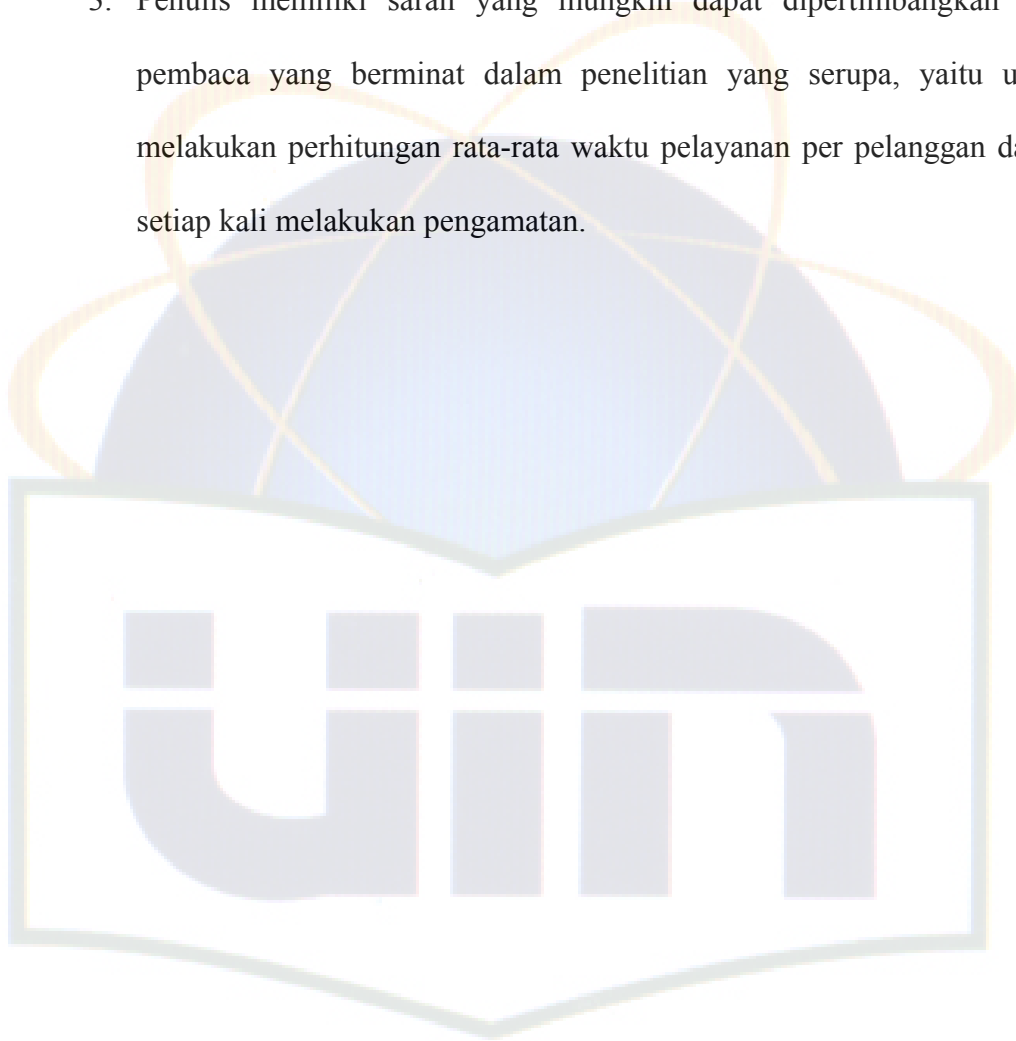 Penulis memiliki saran yang mungkin dapat dipertimbangkan
pembaca yang berminat dalam penelitian yang serupa, yaitu
melakukan perhitungan rata-rata waktu pelayanan per pelanggan
setiap kali melakukan pengamatan.
uin